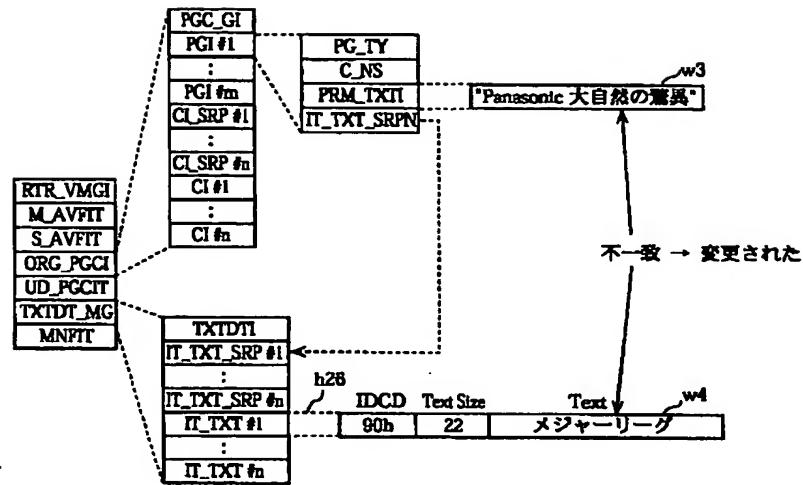 PGC_GI
PGI #1
:
PGI #m
CI_SRP #1
:
CI_SRP #n
CI #1
:
CI #n
PG_TY
C_NS
PRM_TXTI
IT_TXT_SRPN
w3
"Panasonic 大自然の驚異"
RTR_VMGI
M_AVFIT
S_AVFIT
ORG_PGCI
UD_PGCIT
TXTDT_MG
MNFIT
不一致 → 変更された
TXTDTI
IT_TXT_SRP #1
:
IT_TXT_SRP #n
IT_TXT #1
:
IT_TXT #n
h26
IDCD Text Size Text
w4
90h 22 メジャーリーグ